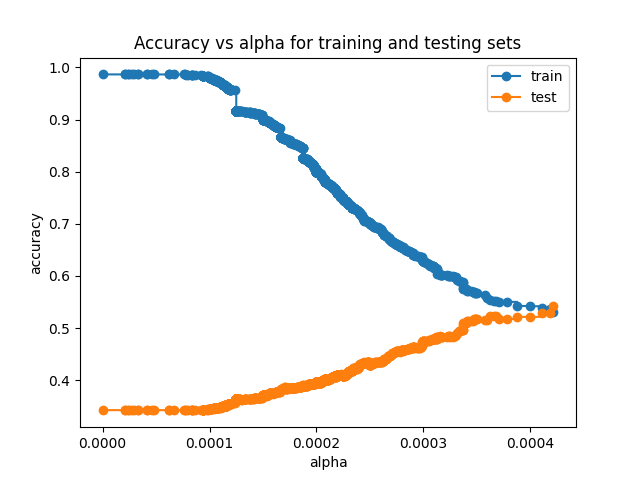 Accuracy vs alpha for training and testing sets
train
test
1.0
0.9
0.8
0.7
0.6
0.5
0.4
accuracy
0.0000
0.0001
0.0002
0.0003
0.0004
alpha